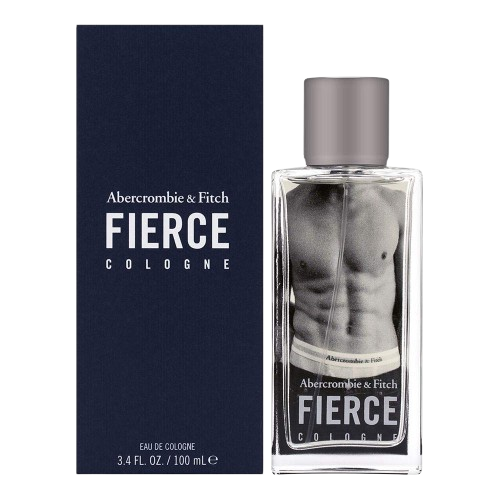 Abercrombie & Fitch
FIERCE
COLOGNE
EAU DE COLOGNE
3.4 FL. OZ. / 100 mL e
Abercrombie & Fitch
Abercrombie & Fitch
FIERCE
COLOGNE